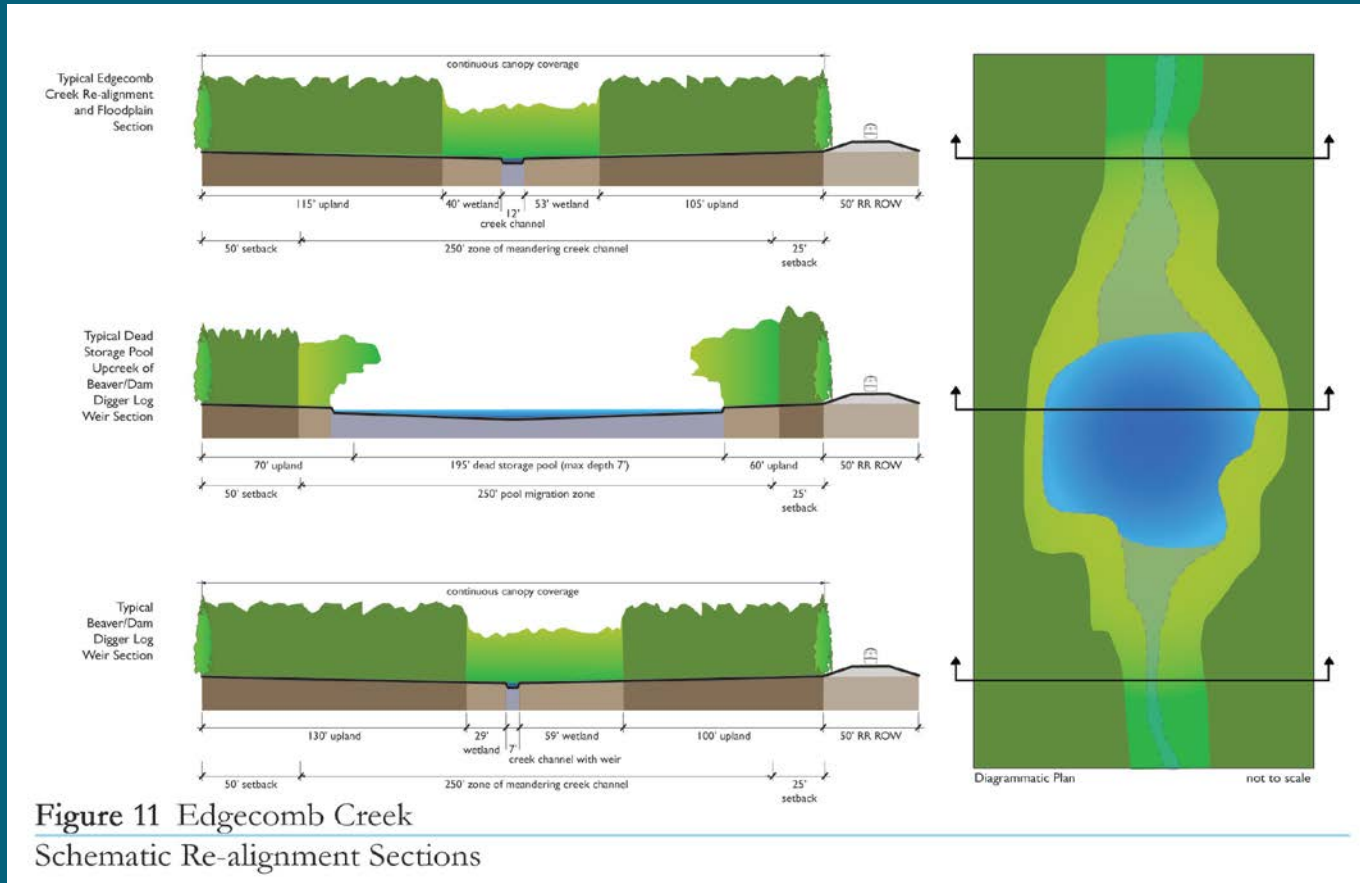 Typical Edgecomb
Creek Re-alignment
and Floodplain
Section
continuous canopy coverage
115' upland
40' wetland
12'
creek channel
53' wetland
105' upland
50' RR ROW
50' setback
250' zone of meandering creek channel
25'
setback
Typical Dead
Storage Pool
Upcreek of
Beaver/Dam
Digger Log
Weir Section
70' upland
195' dead storage pool (max depth 7')
60' upland
50' RR ROW
50' setback
250' pool migration zone
25'
setback
Typical
Beaver/Dam
Digger Log
Weir Section
continuous canopy coverage
130' upland
29'
wetland
7'
creek channel with weir
59' wetland
100' upland
50' RR ROW
50' setback
250' zone of meandering creek channel
25'
setback
Diagrammatic Plan
not to scale
Figure 11 Edgecomb Creek
Schematic Re-alignment Sections